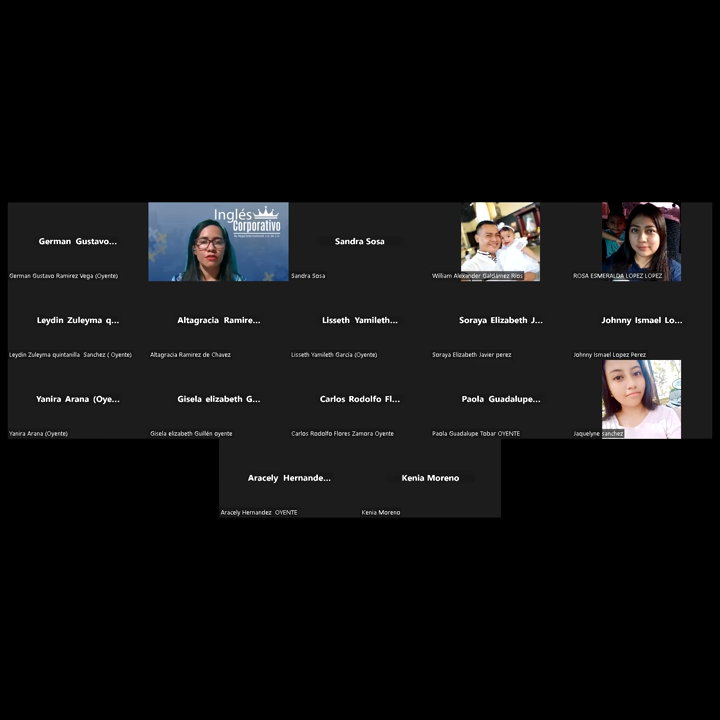 Inglés
Corporativo
German Gustavo...
Sandra Sosa
German Gustavo Ramirez Vega (Oyente)
Sandra Sosa
William Alexander Galdámez Ríos
ROSA ESMERALDA LOPEZ LOPEZ
Leydin Zuleyma q...
Altagracia Ramire...
Lisseth Yamileth...
Soraya Elizabeth J...
Johnny Ismael Lo...
Leydin Zuleyma quintanilla Sanchez ( Oyente)
Altagracia Ramirez de Chavez
Lisseth Yamileth García (Oyente)
Soraya Elizabeth Javier perez
Johnny Ismael Lopez Perez
Yanira Arana (Oye...
Gisela elizabeth G...
Carlos Rodolfo Fl...
Paola Guadalupe...
Yanira Arana (Oyente)
Gisela elizabeth Guillén oyente
Carlos Rodolfo Flores Zamora Oyente
Paola Guadalupe Tobar OYENTE
Jaquelyne sanchez
Aracely Hernande...
Kenia Moreno
Aracely Hernandez OYENTE
Kenia Moreno